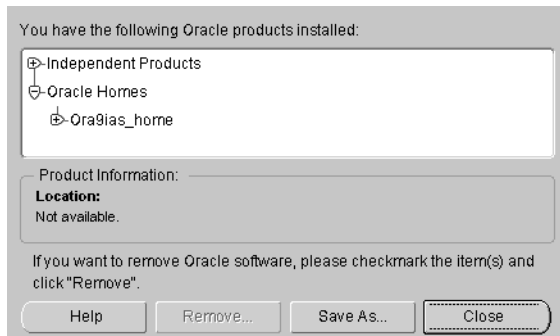 You have the following Oracle products installed:
Independent Products
Oracle Homes
Ora9ias_home
Product Information:
Location:
Not available.
If you want to remove Oracle software, please checkmark the item(s) and
click "Remove".
Help Remove... Save As... Close